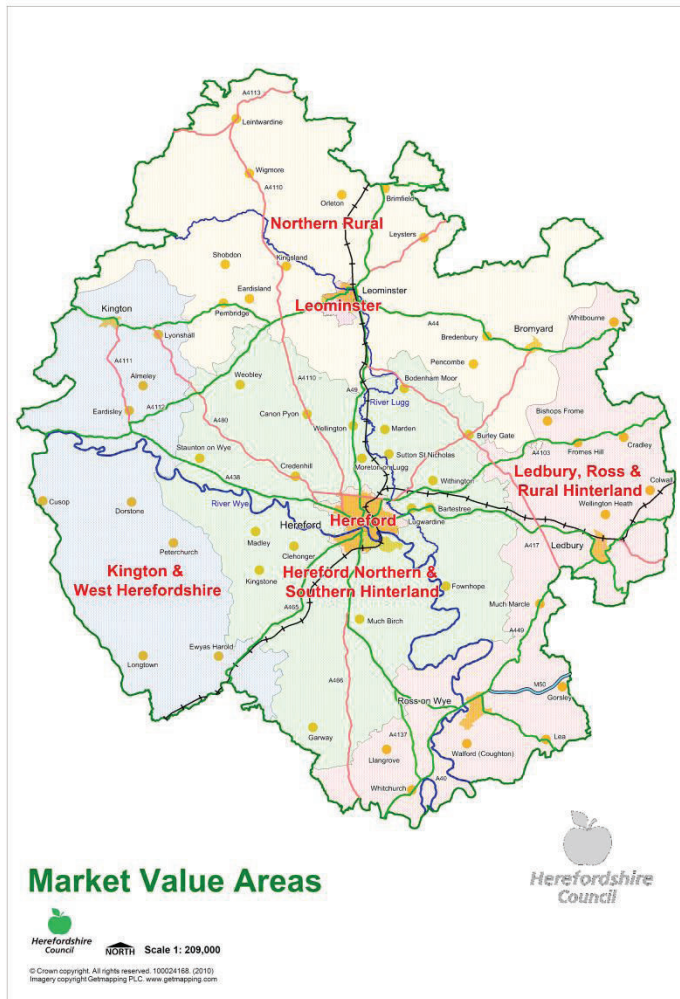 A4113
Leintwardine
Wigmore
A4110
Orleton
Brimfield
Northern Rural
Leysters
Shobdon
Kingsland
Leominster
Eardisland
Leominster
Kington
Pembridge
Whitbourne
Lyonshall
A44
Bromyard
Bredenbury
A4111
Pencombe
Almeley
Weobley
A4110
A49
Bodenham Moor
Eardisley
A4112
River Lugg
Canon Pyon
Bishops Frome
A480
Wellington
Marden
Burley Gate
Cradley
A4103
Fromes Hill
Staunton on Wye
Sutton St. Nicholas
A438
Credenhill
Moreton on Lugg
Ledbury, Ross &
Rural Hinterland
Withington
Colwall
Cusop
Dorstone
River Wye
Hereford
Hereford
Bartestree
Lugwardine
Wellington Heath
Madley
Peterchurch
Clehonger
A417
Ledbury
Kington &
West Herefordshire
Kingstone
Hereford Northern &
Southern Hinterland
Fownhope
A465
Much Marcle
Much Birch
A449
Longtown
Ewyas Harold
A466
M50
Ross-on Wye
Gorsley
Garway
A4137
Llangrove
Walford (Coughton)
Lea
Whitchurch
A40
Market Value Areas
Herefordshire
Council
Herefordshire
Council
NORTH
Scale 1: 209,000
© Crown copyright. All rights reserved. 100024168. (2010)
Imagery copyright Getmapping PLC. www.getmapping.com